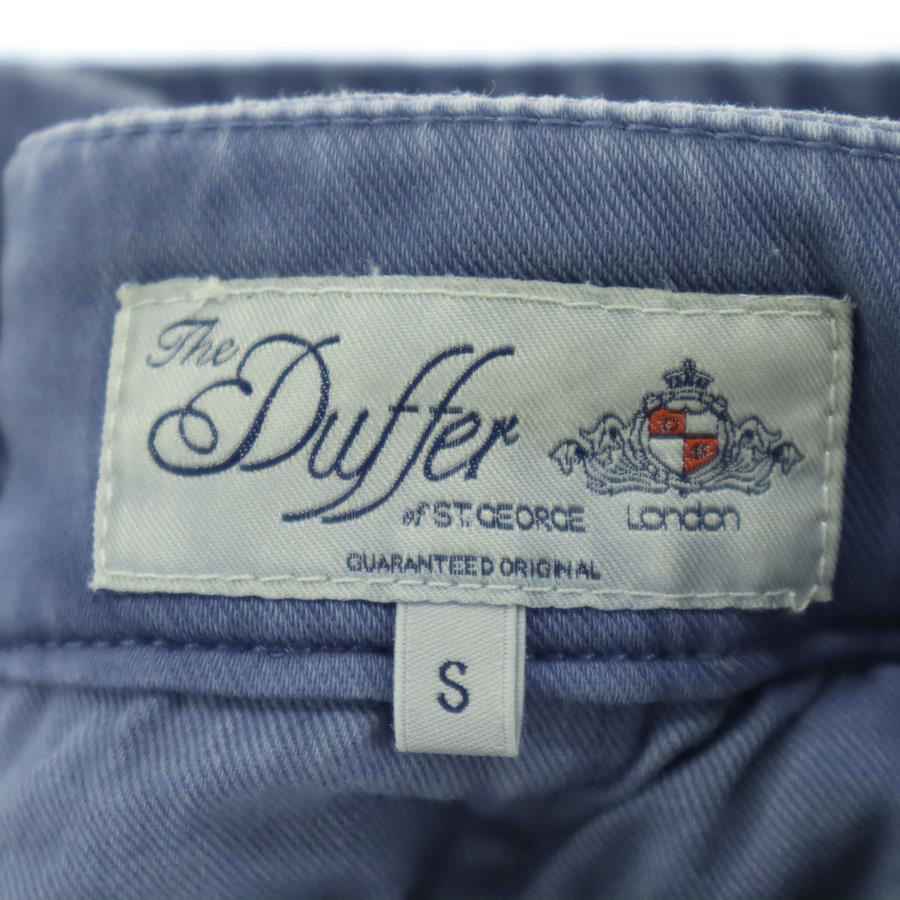 The
Duffer
of ST. GEORGE
London
GUARANTEED ORIGINAL
S